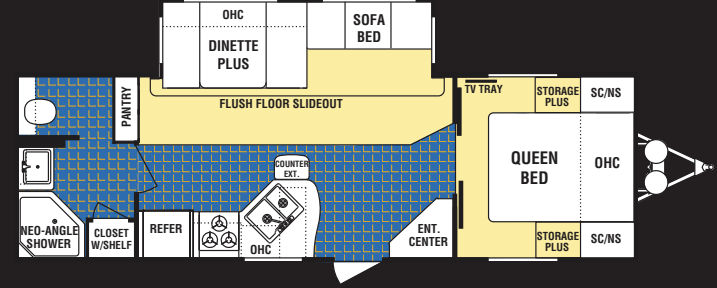 OHC
SOFA
BED
DINETTE
PLUS
FLUSH FLOOR SLIDEOUT
PANTRY
TV TRAY
STORAGE
PLUS
SC/NS
COUNTER
EXT.
QUEEN
BED
OHC
NEO-ANGLE
SHOWER
CLOSET
W/SHELF
REFER
OHC
ENT.
CENTER
STORAGE
PLUS
SC/NS